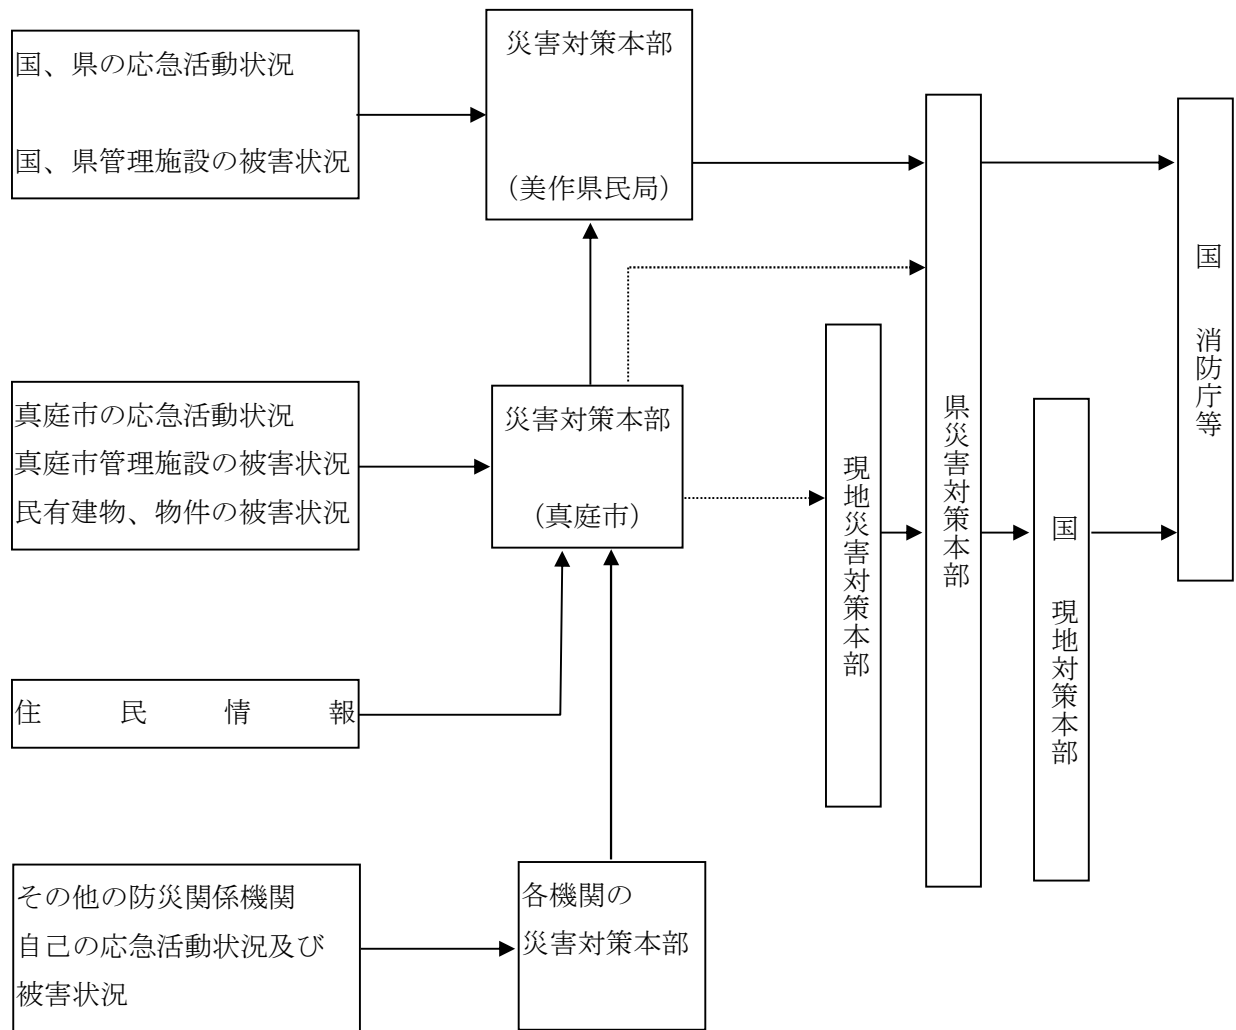 国、県の応急活動状況
国、県管理施設の被害状況
災害対策本部
（美作県民局）
真庭市の応急活動状況
真庭市管理施設の被害状況
民有建物、物件の被害状況
災害対策本部
（真庭市）
現地災害対策本部
県災害対策本部
国　現地対策本部
国　消防庁等
住民情報
その他の防災関係機関
自己の応急活動状況及び
被害状況
各機関の
災害対策本部